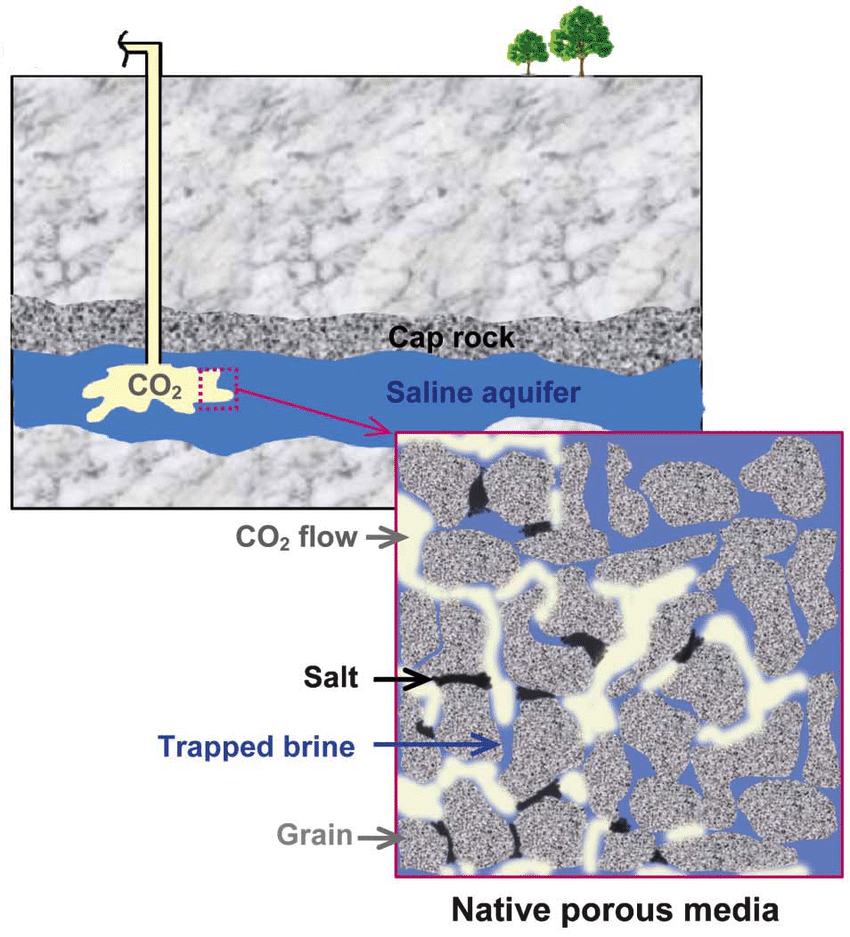 Cap rock
CO₂
Saline aquifer
CO₂ flow
Salt
Trapped brine
Grain
Native porous media